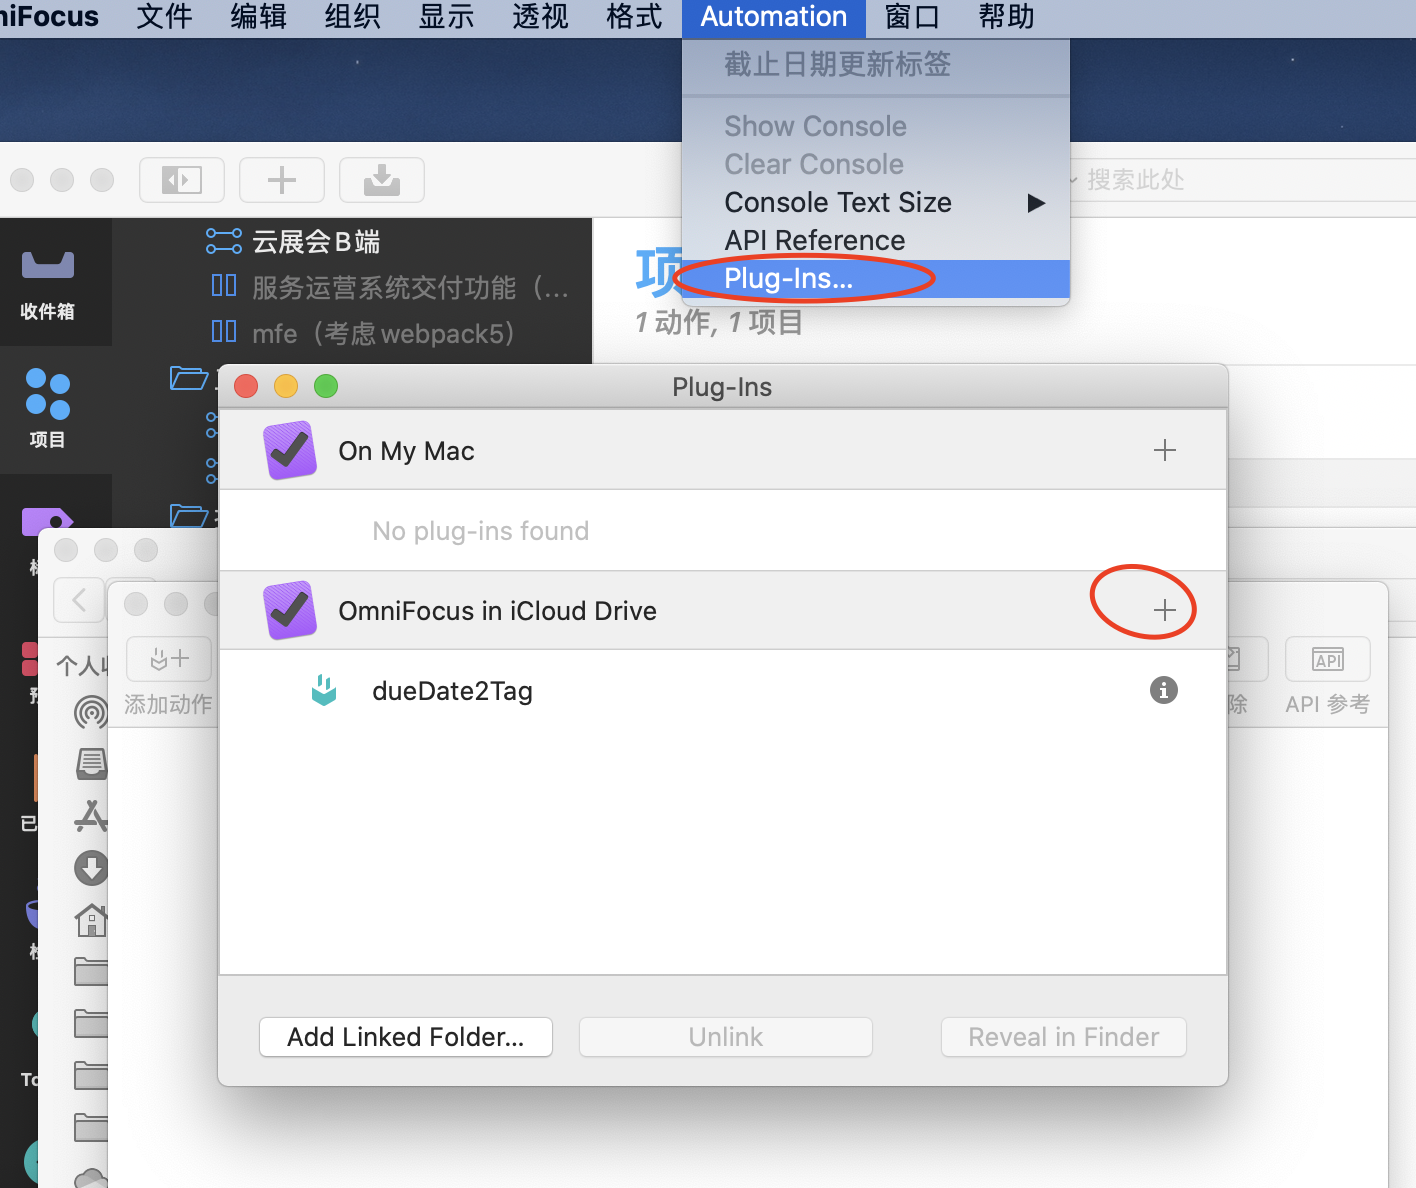 niFocus 文件 编辑 组织 显示 透视 格式 Automation 窗口 帮助
截止日期更新标签
Show Console
Clear Console
Console Text Size
API Reference
Plug-Ins...
搜索此处
收件箱
项目
云展会B端
服务运营系统交付功能（...
mfe（考虑webpack5）
项
1 动作, 1 项目
Plug-Ins
On My Mac
No plug-ins found
OmniFocus in iCloud Drive
dueDate2Tag
Add Linked Folder...
Unlink
Reveal in Finder
个人
添加动作
除
API
API 参考
已
To